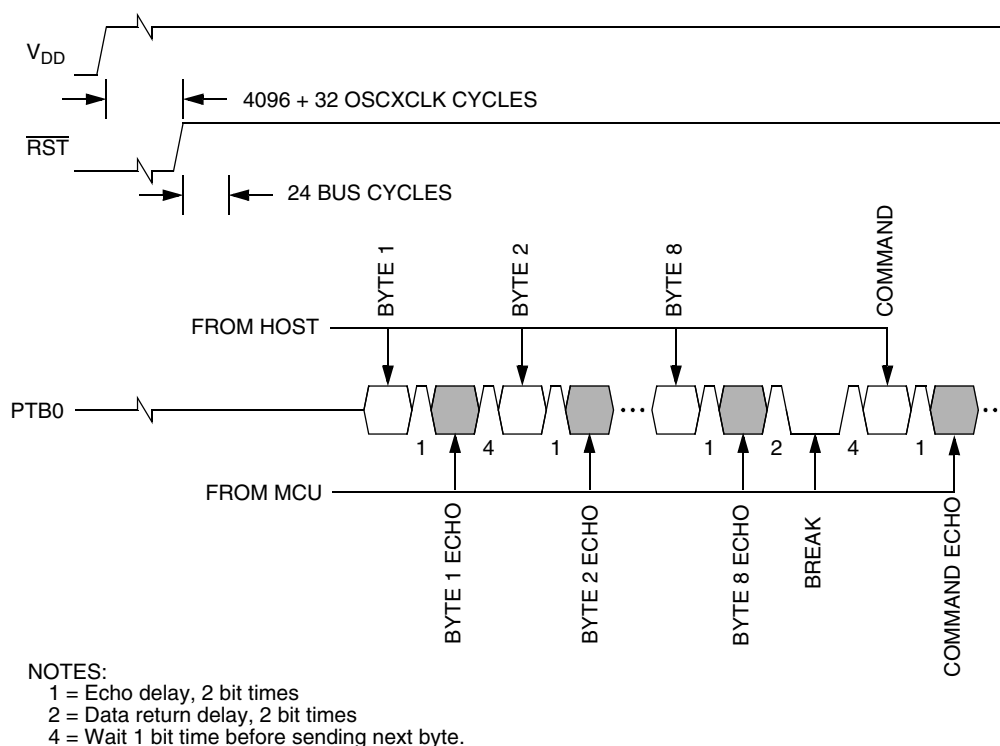 VDD
4096 + 32 OSCXCLK CYCLES
RST
24 BUS CYCLES
BYTE 1
BYTE 2
BYTE 8
COMMAND
FROM HOST
PTB0
1
4
1
1
2
4
1
FROM MCU
BYTE 1 ECHO
BYTE 2 ECHO
BYTE 8 ECHO
BREAK
COMMAND ECHO
NOTES:
1 = Echo delay, 2 bit times
2 = Data return delay, 2 bit times
4 = Wait 1 bit time before sending next byte.